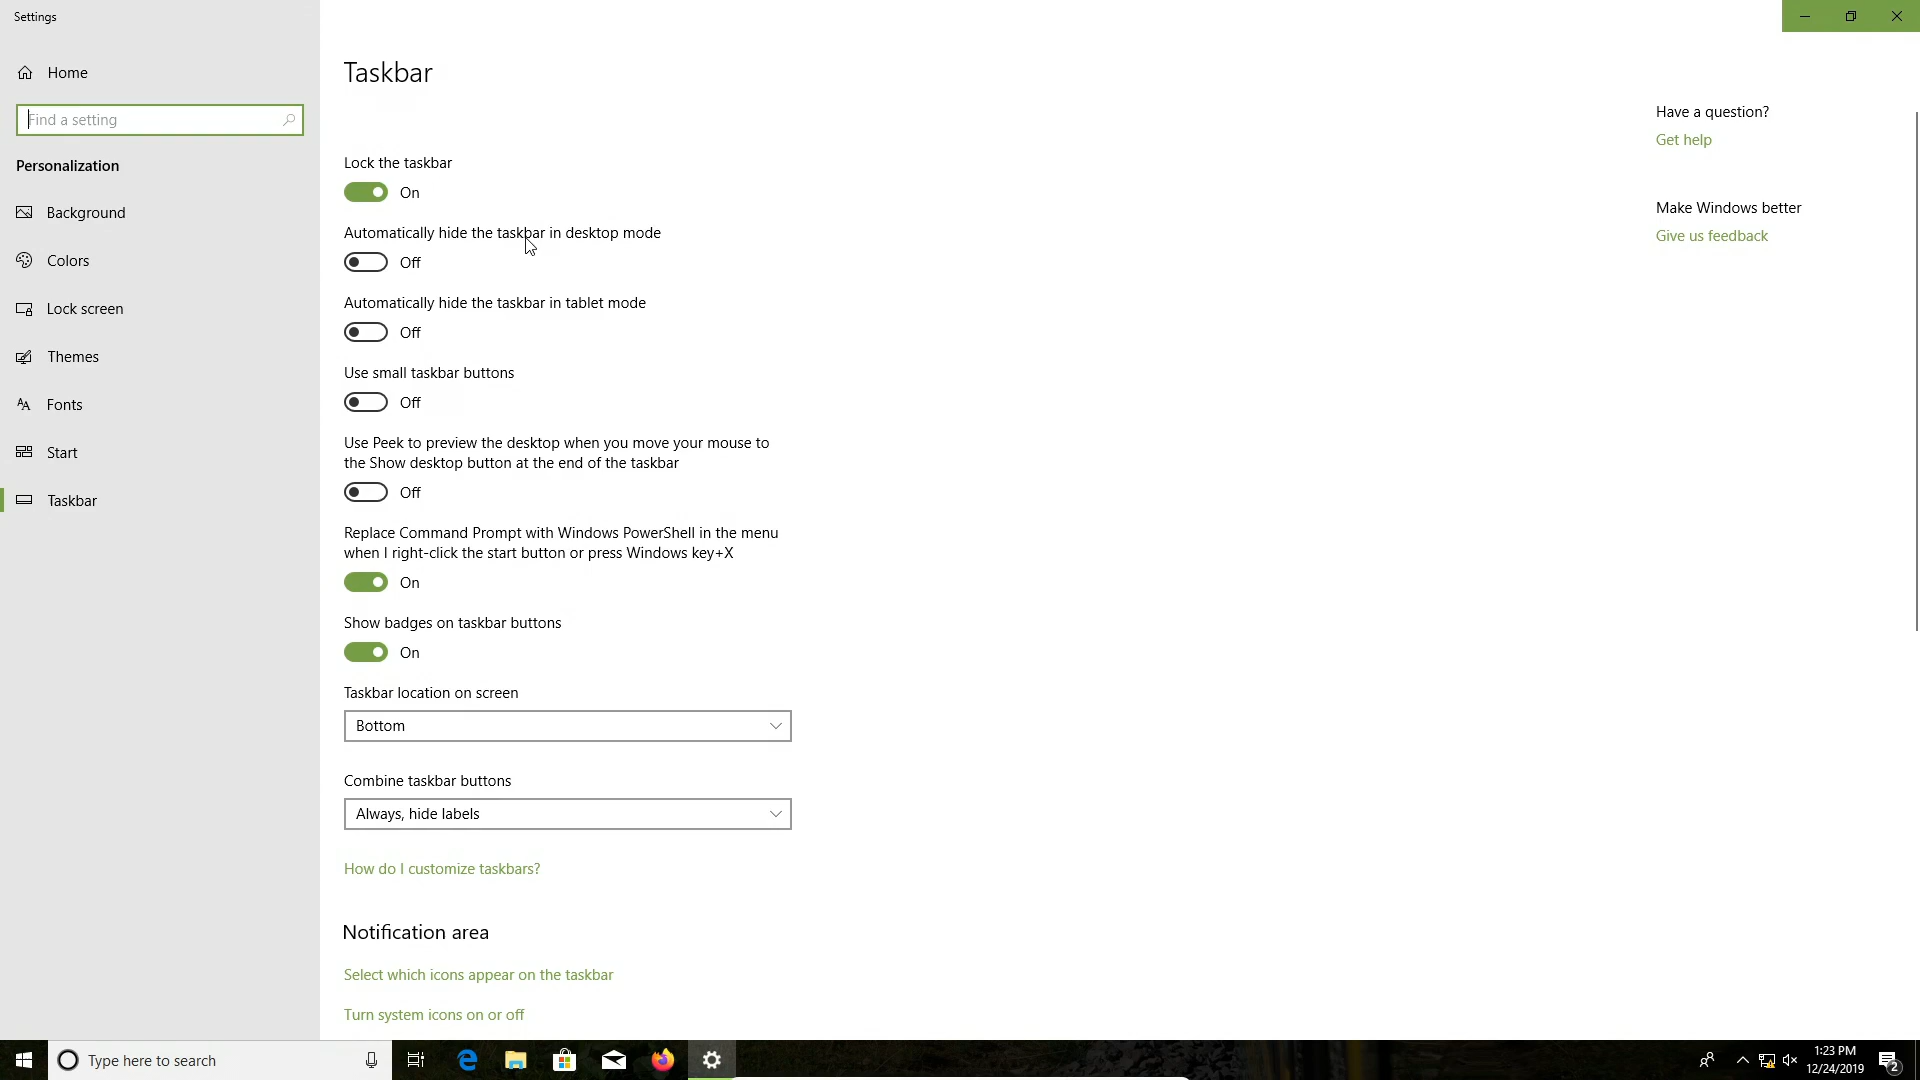 Settings
Home
Find a setting
Personalization
Background
Colors
Lock screen
Themes
Fonts
Start
Taskbar
Taskbar
Lock the taskbar
On
Automatically hide the taskbar in desktop mode
Off
Automatically hide the taskbar in tablet mode
Off
Use small taskbar buttons
Off
Use Peek to preview the desktop when you move your mouse to
the Show desktop button at the end of the taskbar
Off
Replace Command Prompt with Windows PowerShell in the menu
when I right-click the start button or press Windows key+X
On
Show badges on taskbar buttons
On
Taskbar location on screen
Bottom
Combine taskbar buttons
Always, hide labels
How do I customize taskbars?
Notification area
Select which icons appear on the taskbar
Turn system icons on or off
Have a question?
Get help
Make Windows better
Give us feedback
Type here to search
1:23 PM
12/24/2019
2